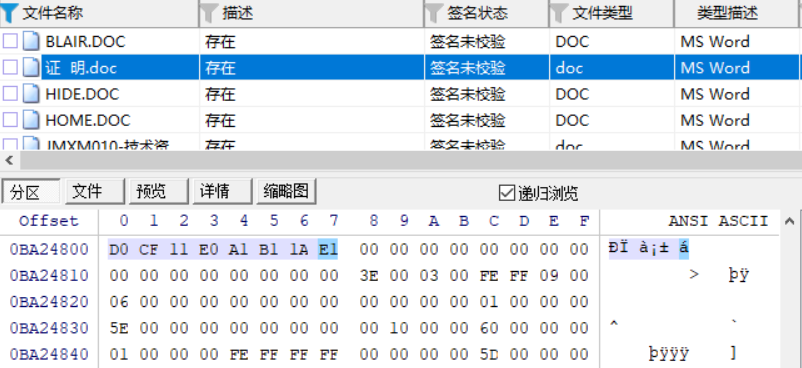 文件名称 描述 签名状态 文件类型 类型描述
BLAIR.DOC 存在 签名未校验 DOC MS Word
证 明.doc 存在 签名未校验 doc MS Word
HIDE.DOC 存在 签名未校验 DOC MS Word
HOME.DOC 存在 签名未校验 DOC MS Word
JMXM010-技术资 存在 签名未校验 doc MS Word
分区 文件 预览 详情 缩略图 递归浏览
Offset 0 1 2 3 4 5 6 7 8 9 A B C D E F ANSI ASCII
0BA24800 D0 CF 11 E0 A1 B1 1A E1 00 00 00 00 00 00 00 00 ÐÏ à¡± á
0BA24810 00 00 00 00 00 00 00 00 3E 00 03 00 FE FF 09 00 > þÿ
0BA24820 06 00 00 00 00 00 00 00 00 00 00 00 01 00 00 00
0BA24830 5E 00 00 00 00 00 00 00 00 10 00 00 60 00 00 00 ^ `
0BA24840 01 00 00 00 FE FF FF FF 00 00 00 00 5D 00 00 00 þÿÿÿ ]